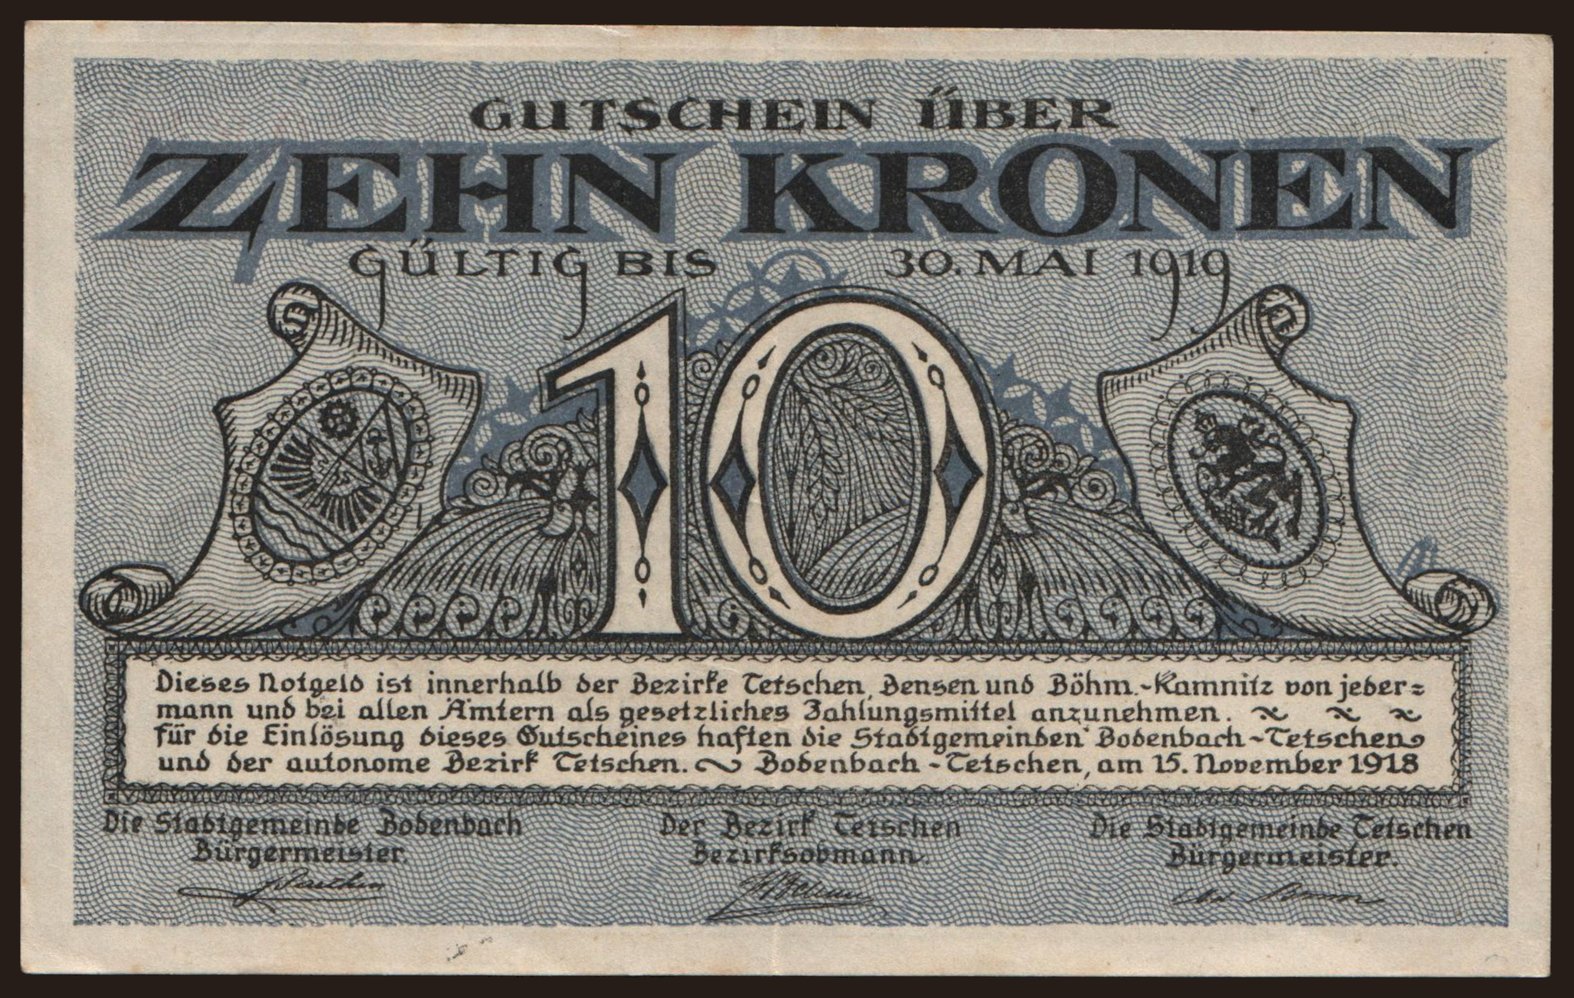 GUTSCHEIN ÜBER
ZEHN KRONEN
GÜLTIG BIS 30. MAI 1919
10
Dieses Notgeld ist innerhalb der Bezirke Tetschen, Bensen und Böhm.-Kamnitz von jeder=
mann und bei allen Ämtern als gesetzliches Zahlungsmittel anzunehmen.
für die Einlösung dieses Gutscheines haften die Stadtgemeinden Bodenbach-Tetschen
und der autonome Bezirk Tetschen. Bodenbach-Tetschen, am 15. November 1918
Die Stadtgemeinde Bodenbach Der Bezirk Tetschen Die Stadtgemeinde Tetschen
Bürgermeister. Bezirksobmann. Bürgermeister.